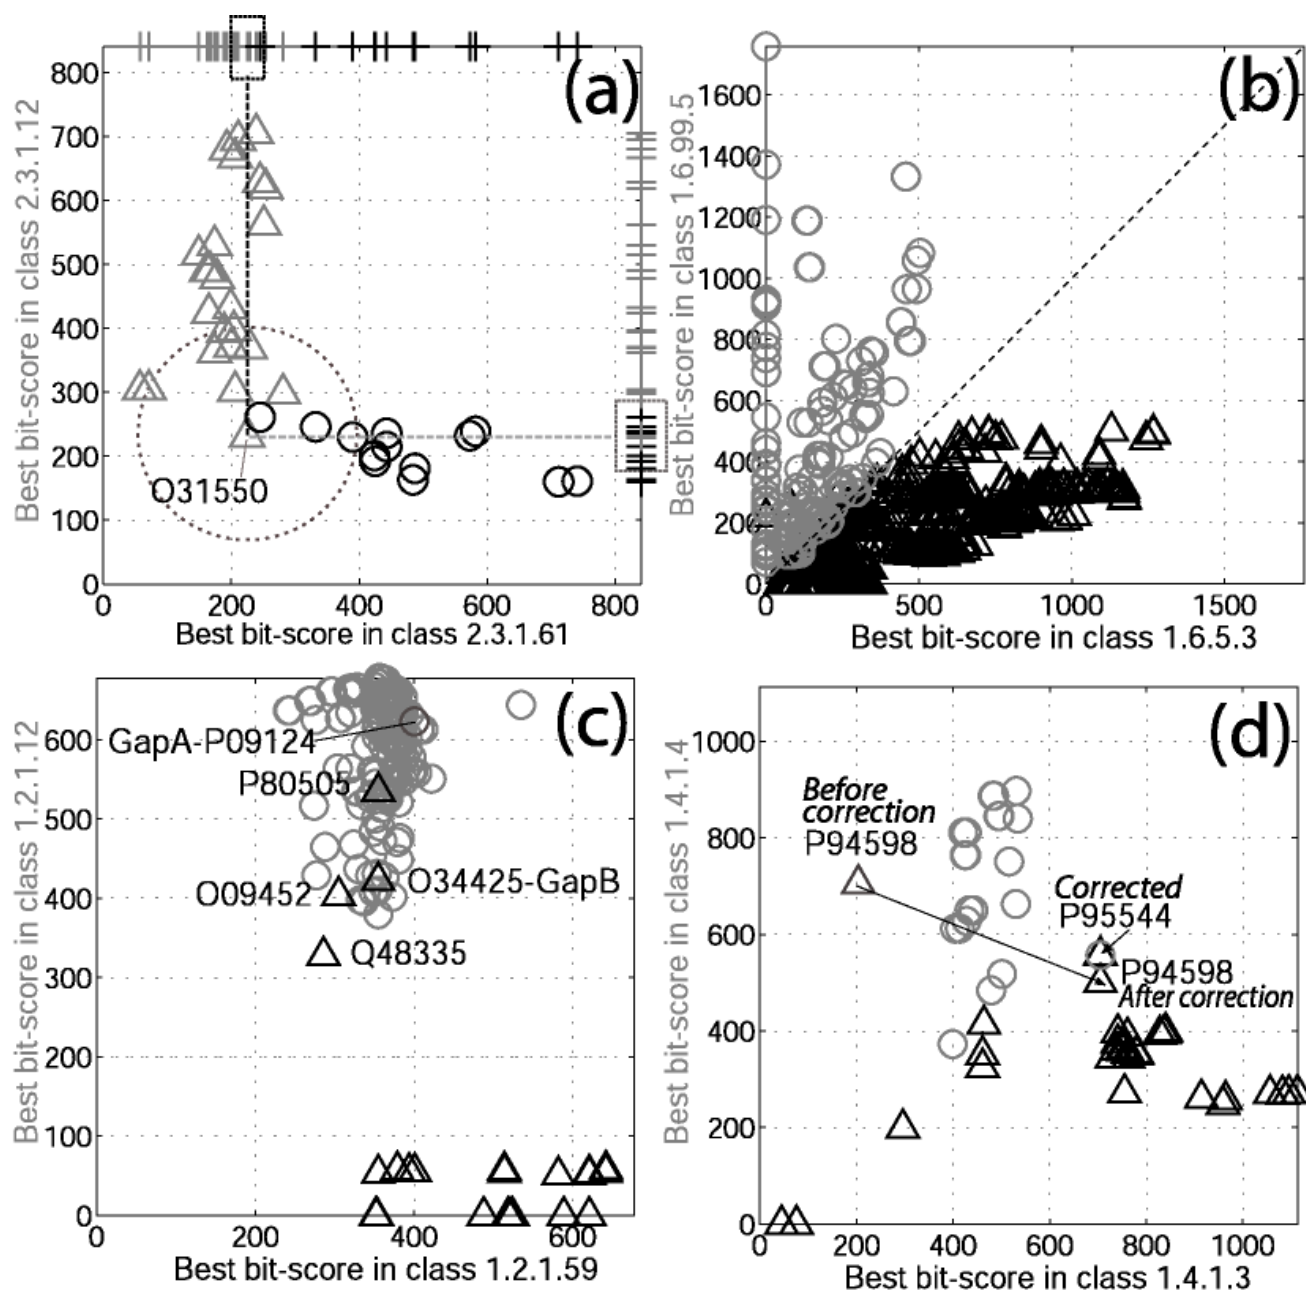 (a)
Best bit-score in class 2.3.1.12
800
700
600
500
400
300
200
100
0
O31550
0 200 400 600 800
Best bit-score in class 2.3.1.61
(b)
Best bit-score in class 1.6.99.5
1600
1400
1200
1000
800
600
400
200
0
0 500 1000 1500
Best bit-score in class 1.6.5.3
(c)
Best bit-score in class 1.2.1.12
600
500
400
300
200
100
0
GapA-P09124
P80505
O09452
O34425-GapB
Q48335
0 200 400 600
Best bit-score in class 1.2.1.59
(d)
Best bit-score in class 1.4.1.4
1000
800
600
400
200
0
Before
correction
P94598
Corrected
P95544
P94598
After correction
0 200 400 600 800 1000
Best bit-score in class 1.4.1.3